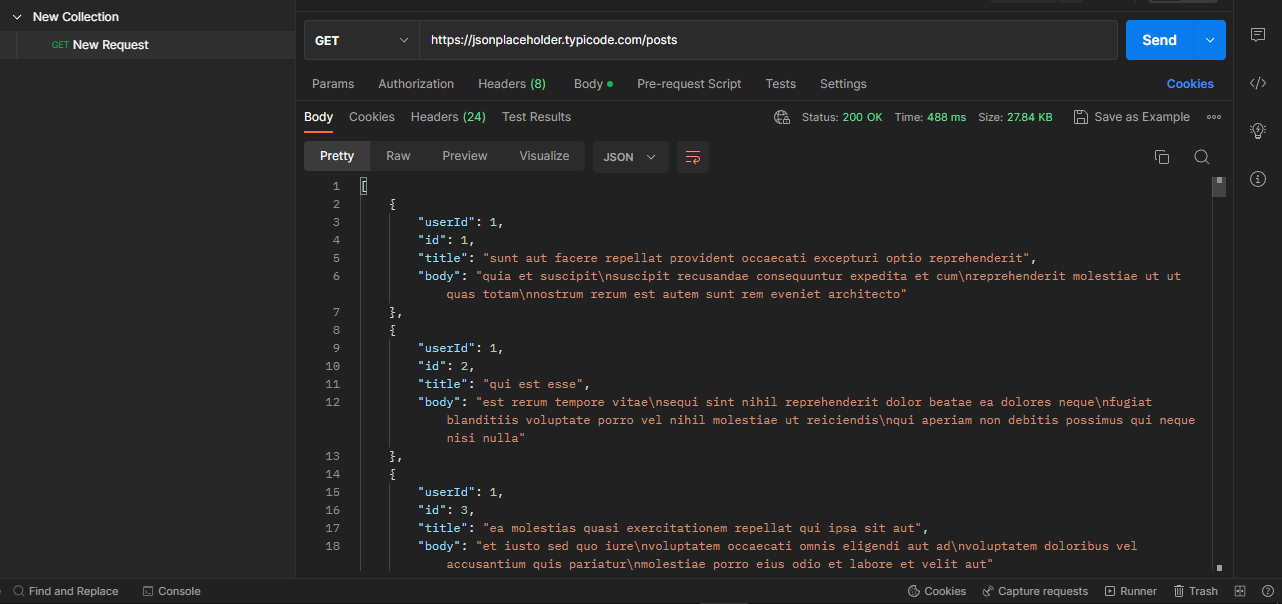 New Collection
GET New Request
GET https://jsonplaceholder.typicode.com/posts Send
Params Authorization Headers (8) Body Pre-request Script Tests Settings Cookies
Body Cookies Headers (24) Test Results Status: 200 OK Time: 488 ms Size: 27.84 KB Save as Example
Pretty Raw Preview Visualize JSON
1 [
2 {
3 "userId": 1,
4 "id": 1,
5 "title": "sunt aut facere repellat provident occaecati excepturi optio reprehenderit",
6 "body": "quia et suscipit\nsuscipit recusandae consequuntur expedita et cum\nreprehenderit molestiae ut ut
quas totam\nnostrum rerum est autem sunt rem eveniet architecto"
7 },
8 {
9 "userId": 1,
10 "id": 2,
11 "title": "qui est esse",
12 "body": "est rerum tempore vitae\nsequi sint nihil reprehenderit dolor beatae ea dolores neque\nfugiat
blanditiis voluptate porro vel nihil molestiae ut reiciendis\nqui aperiam non debitis possimus qui neque
nisi nulla"
13 },
14 {
15 "userId": 1,
16 "id": 3,
17 "title": "ea molestias quasi exercitationem repellat qui ipsa sit aut",
18 "body": "et iusto sed quo iure\nvoluptatem occaecati omnis eligendi aut ad\nvoluptatem doloribus vel
accusantium quis pariatur\nmolestiae porro eius odio et labore et velit aut"
Find and Replace Console Cookies Capture requests Runner Trash